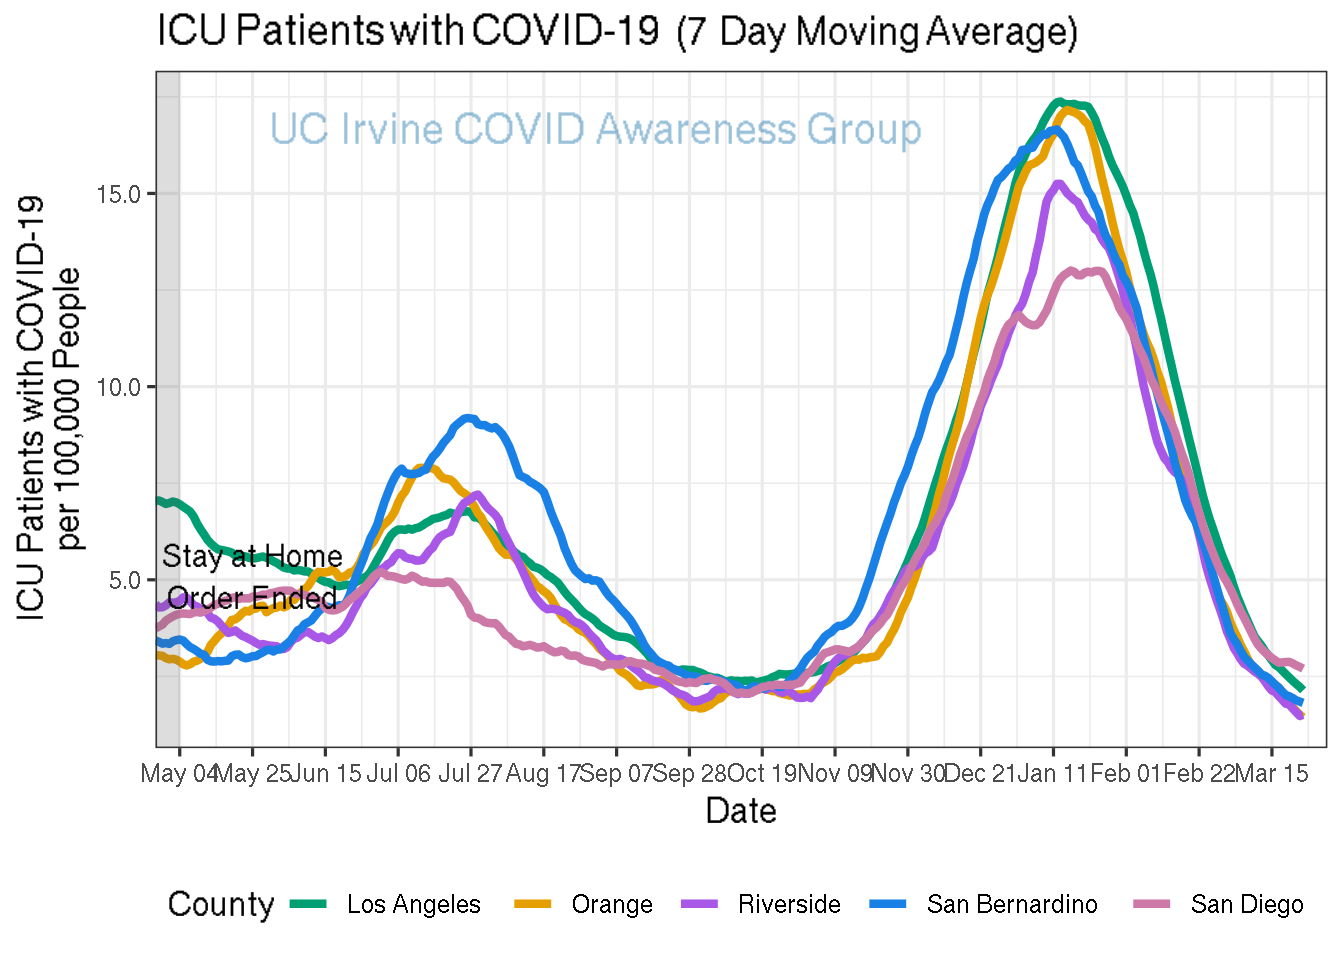 ICU Patients with COVID-19 (7 Day Moving Average)
UC Irvine COVID Awareness Group
ICU Patients with COVID-19
per 100,000 People
15.0
10.0
5.0
Stay at Home
Order Ended
May 04 May 25 Jun 15 Jul 06 Jul 27 Aug 17 Sep 07 Sep 28 Oct 19 Nov 09 Nov 30 Dec 21 Jan 11 Feb 01 Feb 22 Mar 15
Date
County Los Angeles Orange Riverside San Bernardino San Diego